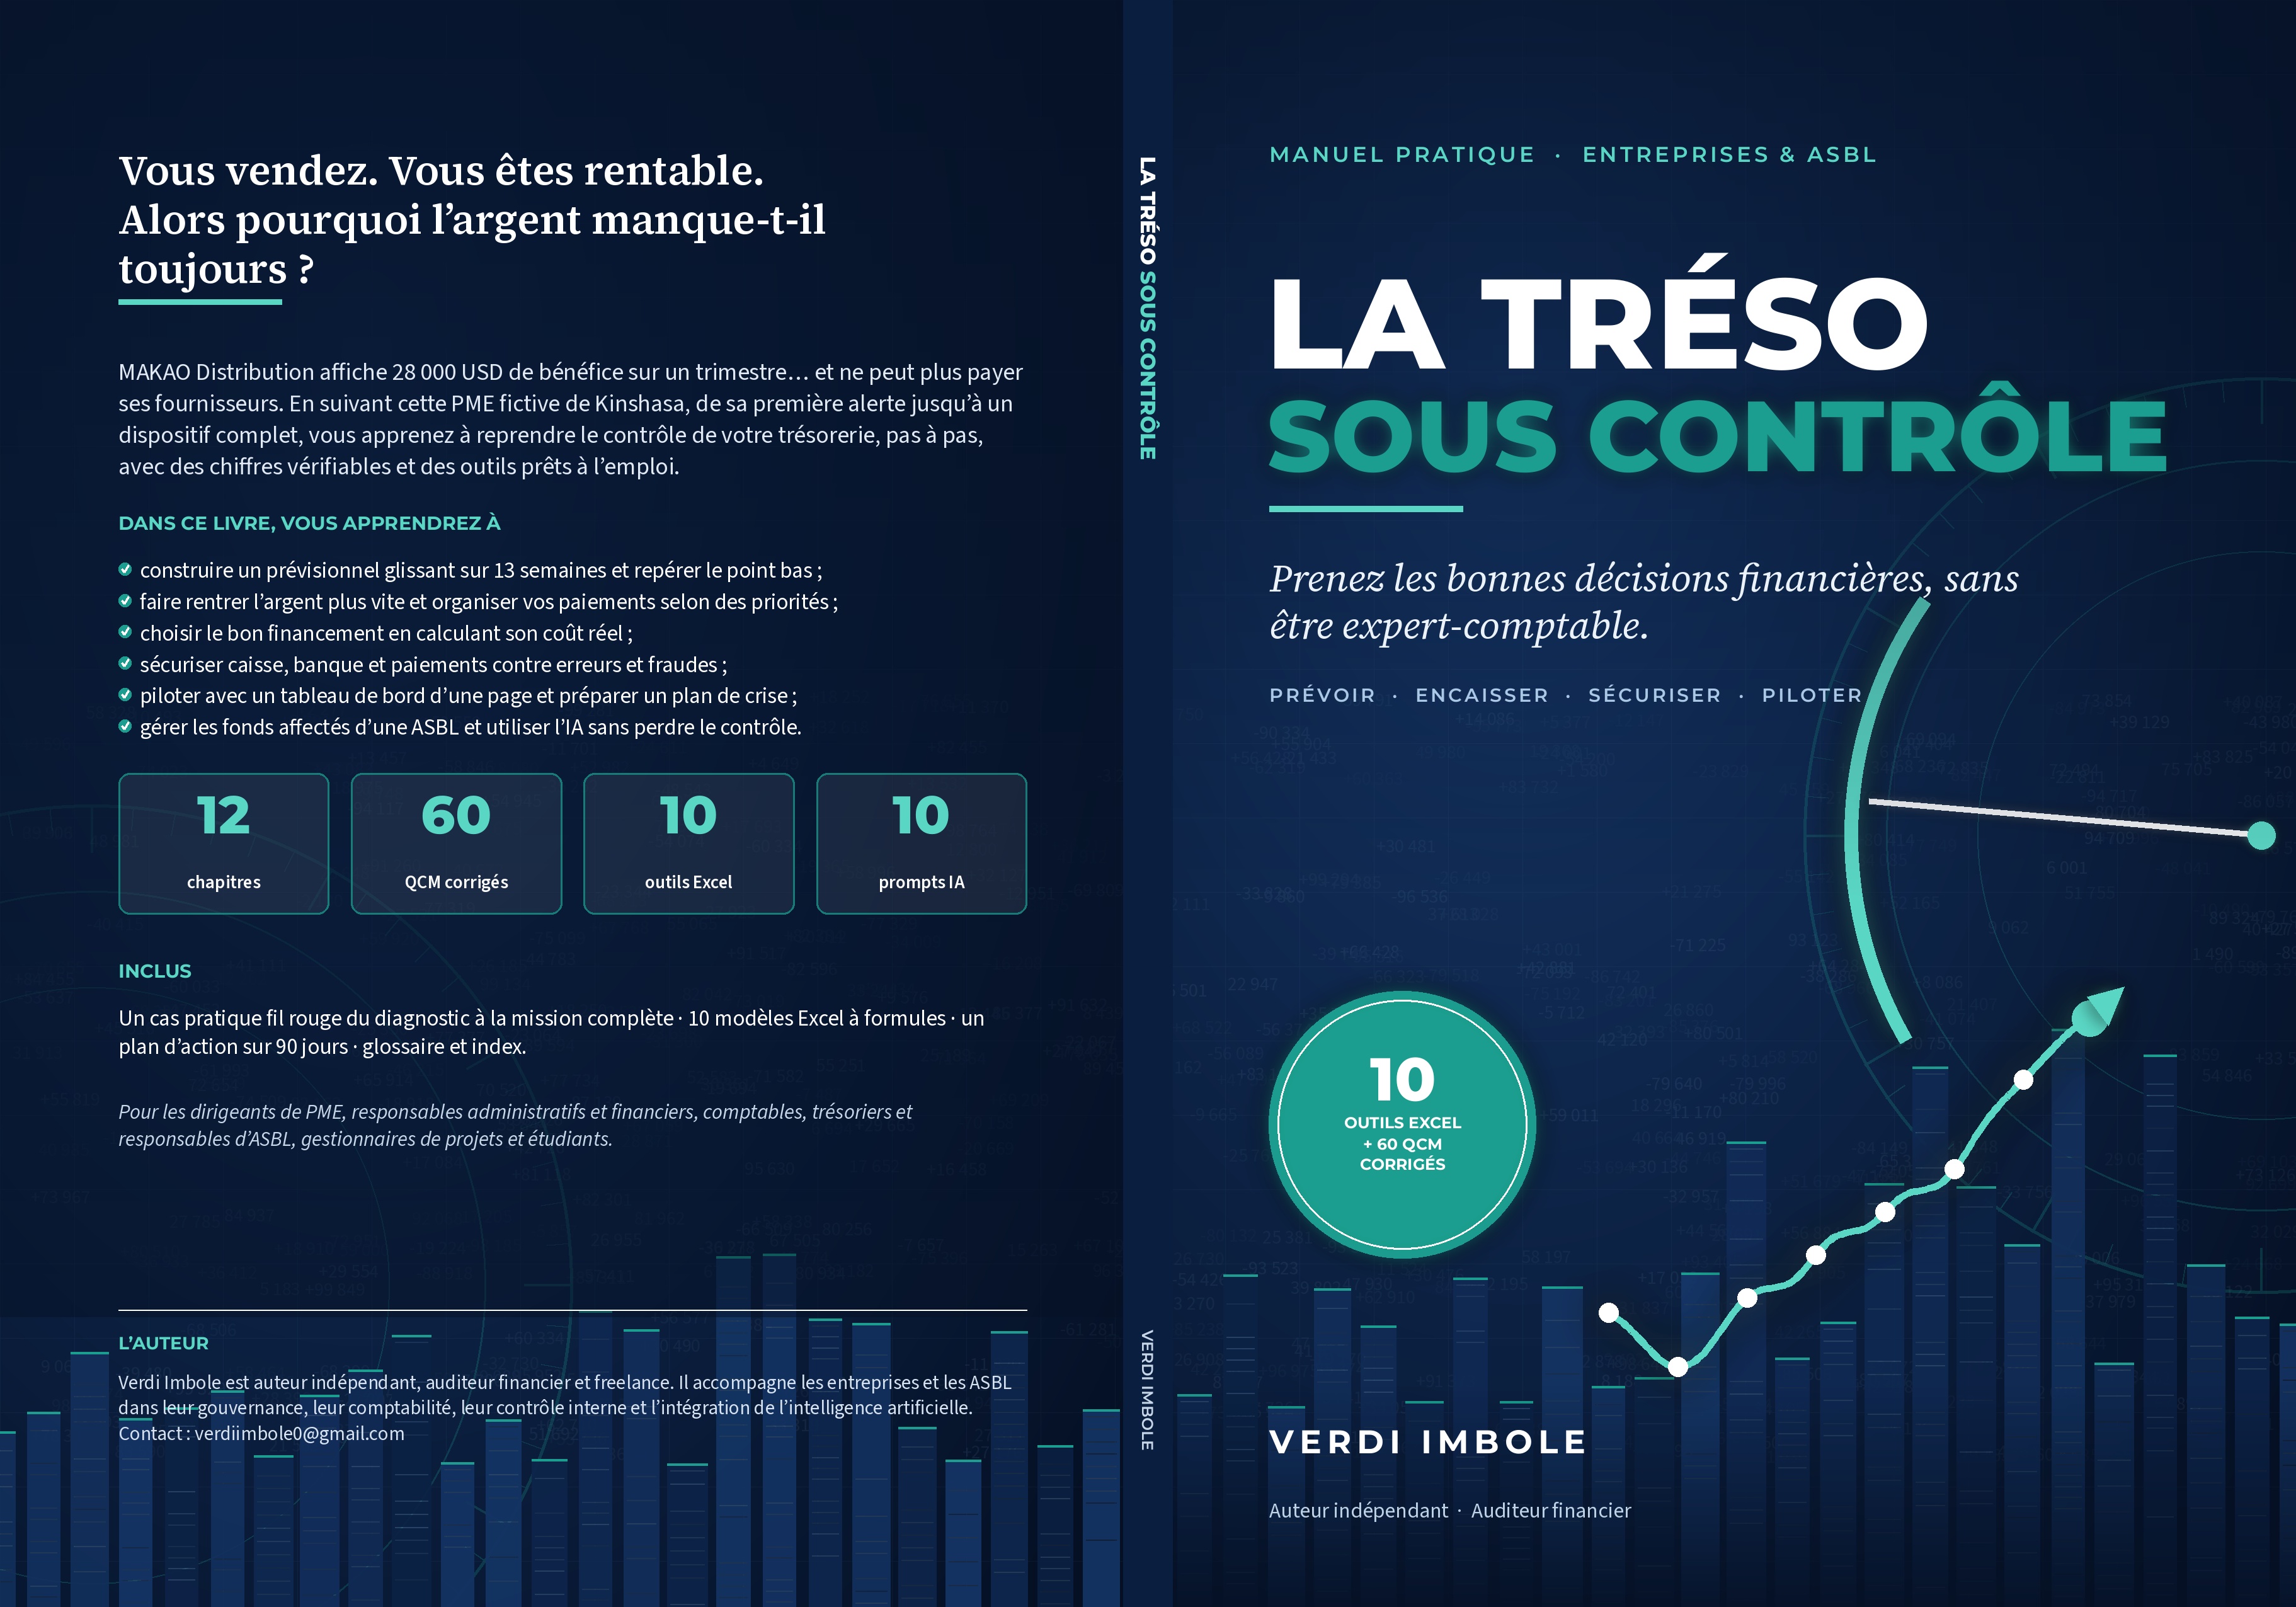 Vous vendez. Vous êtes rentable.
Alors pourquoi l’argent manque-t-il
toujours ?
MAKAO Distribution affiche 28 000 USD de bénéfice sur un trimestre… et ne peut plus payer
ses fournisseurs. En suivant cette PME fictive de Kinshasa, de sa première alerte jusqu’à un
dispositif complet, vous apprenez à reprendre le contrôle de votre trésorerie, pas à pas,
avec des chiffres vérifiables et des outils prêts à l’emploi.
DANS CE LIVRE, VOUS APPRENDREZ À
construire un prévisionnel glissant sur 13 semaines et repérer le point bas ;
faire rentrer l’argent plus vite et organiser vos paiements selon des priorités ;
choisir le bon financement en calculant son coût réel ;
sécuriser caisse, banque et paiements contre erreurs et fraudes ;
piloter avec un tableau de bord d’une page et préparer un plan de crise ;
gérer les fonds affectés d’une ASBL et utiliser l’IA sans perdre le contrôle.
12
chapitres
60
QCM corrigés
10
outils Excel
10
prompts IA
INCLUS
Un cas pratique fil rouge du diagnostic à la mission complète · 10 modèles Excel à formules · un
plan d’action sur 90 jours · glossaire et index.
Pour les dirigeants de PME, responsables administratifs et financiers, comptables, trésoriers et
responsables d’ASBL, gestionnaires de projets et étudiants.
L’AUTEUR
Verdi Imbole est auteur indépendant, auditeur financier et freelance. Il accompagne les entreprises et les ASBL
dans leur gouvernance, leur comptabilité, leur contrôle interne et l’intégration de l’intelligence artificielle.
Contact : verdiimbole0@gmail.com
LA TRÉSO SOUS CONTRÔLE
VERDI IMBOLE
MANUEL PRATIQUE · ENTREPRISES & ASBL
LA TRÉSO
SOUS CONTRÔLE
Prenez les bonnes décisions financières, sans
être expert-comptable.
PRÉVOIR · ENCAISSER · SÉCURISER · PILOTER
10
OUTILS EXCEL
+ 60 QCM
CORRIGÉS
VERDI IMBOLE
Auteur indépendant · Auditeur financier